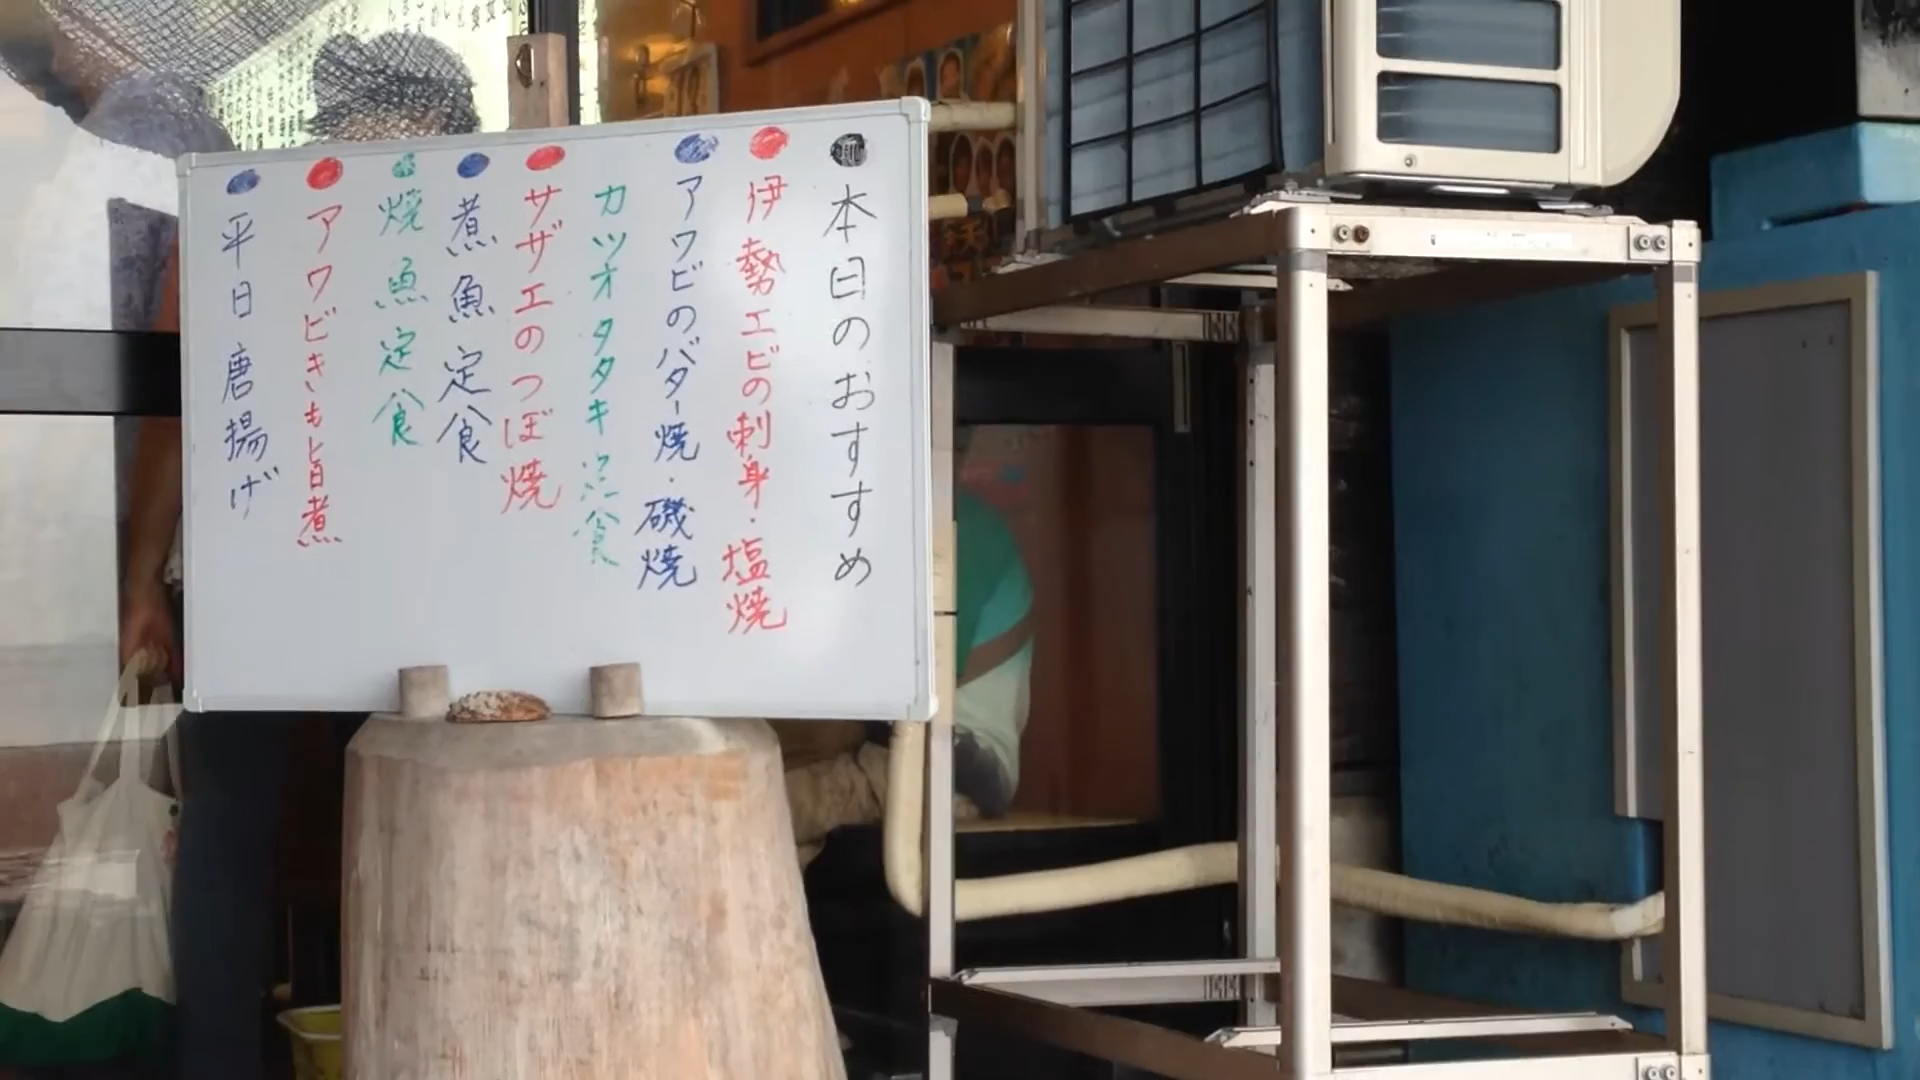 本日のおすすめ
伊勢エビの刺身・塩焼
アワビのバター焼・磯焼
カツオタタキ定食
サザエのつぼ焼
煮魚定食
焼魚定食
アワビきもと旨煮
平日唐揚げ